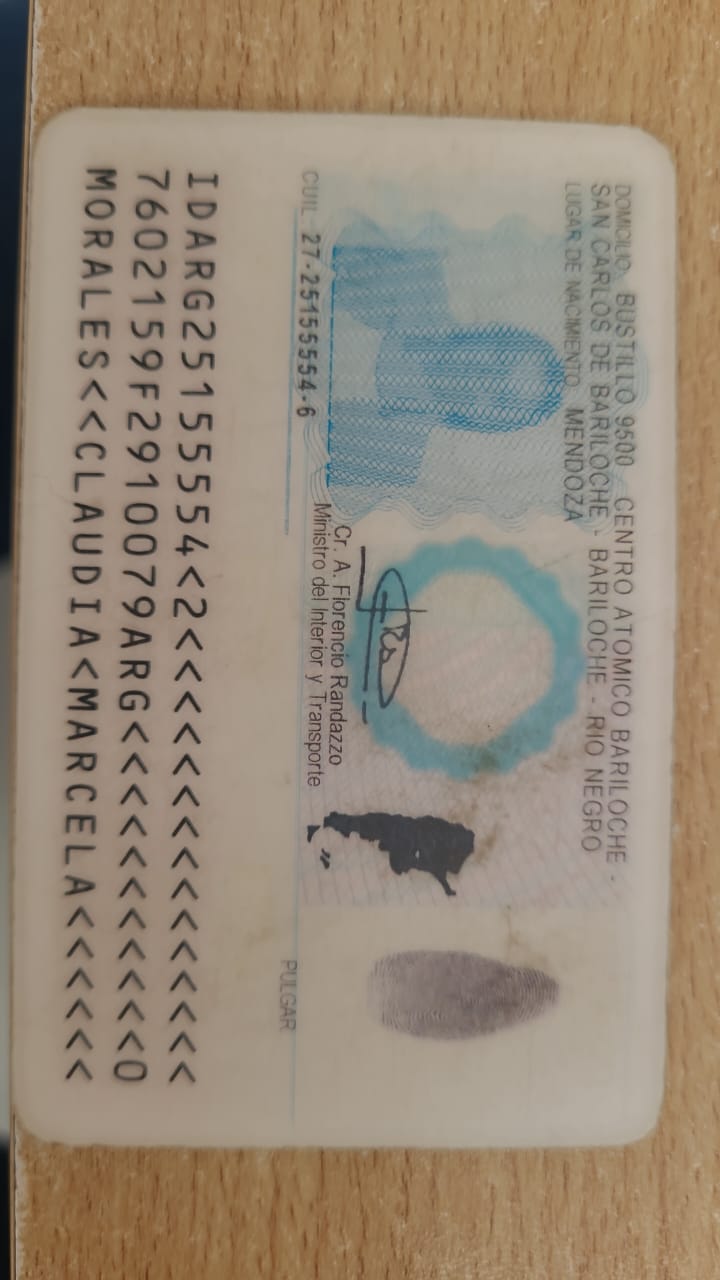 DOMICILIO: BUSTILLO 9500 CENTRO ATOMICO BARILOCHE -
SAN CARLOS DE BARILOCHE - BARILOCHE - RIO NEGRO
LUGAR DE NACIMIENTO: MENDOZA
Cr. A. Florencio Randazzo
Ministro del Interior y Transporte
CUIL: 27-25155554-6
PULGAR
IDARG25155554<2<<<<<<<<<<<<<<<
7602159F2910079ARG<<<<<<<<<<<0
MORALES<<CLAUDIA<MARCELA<<<<<<